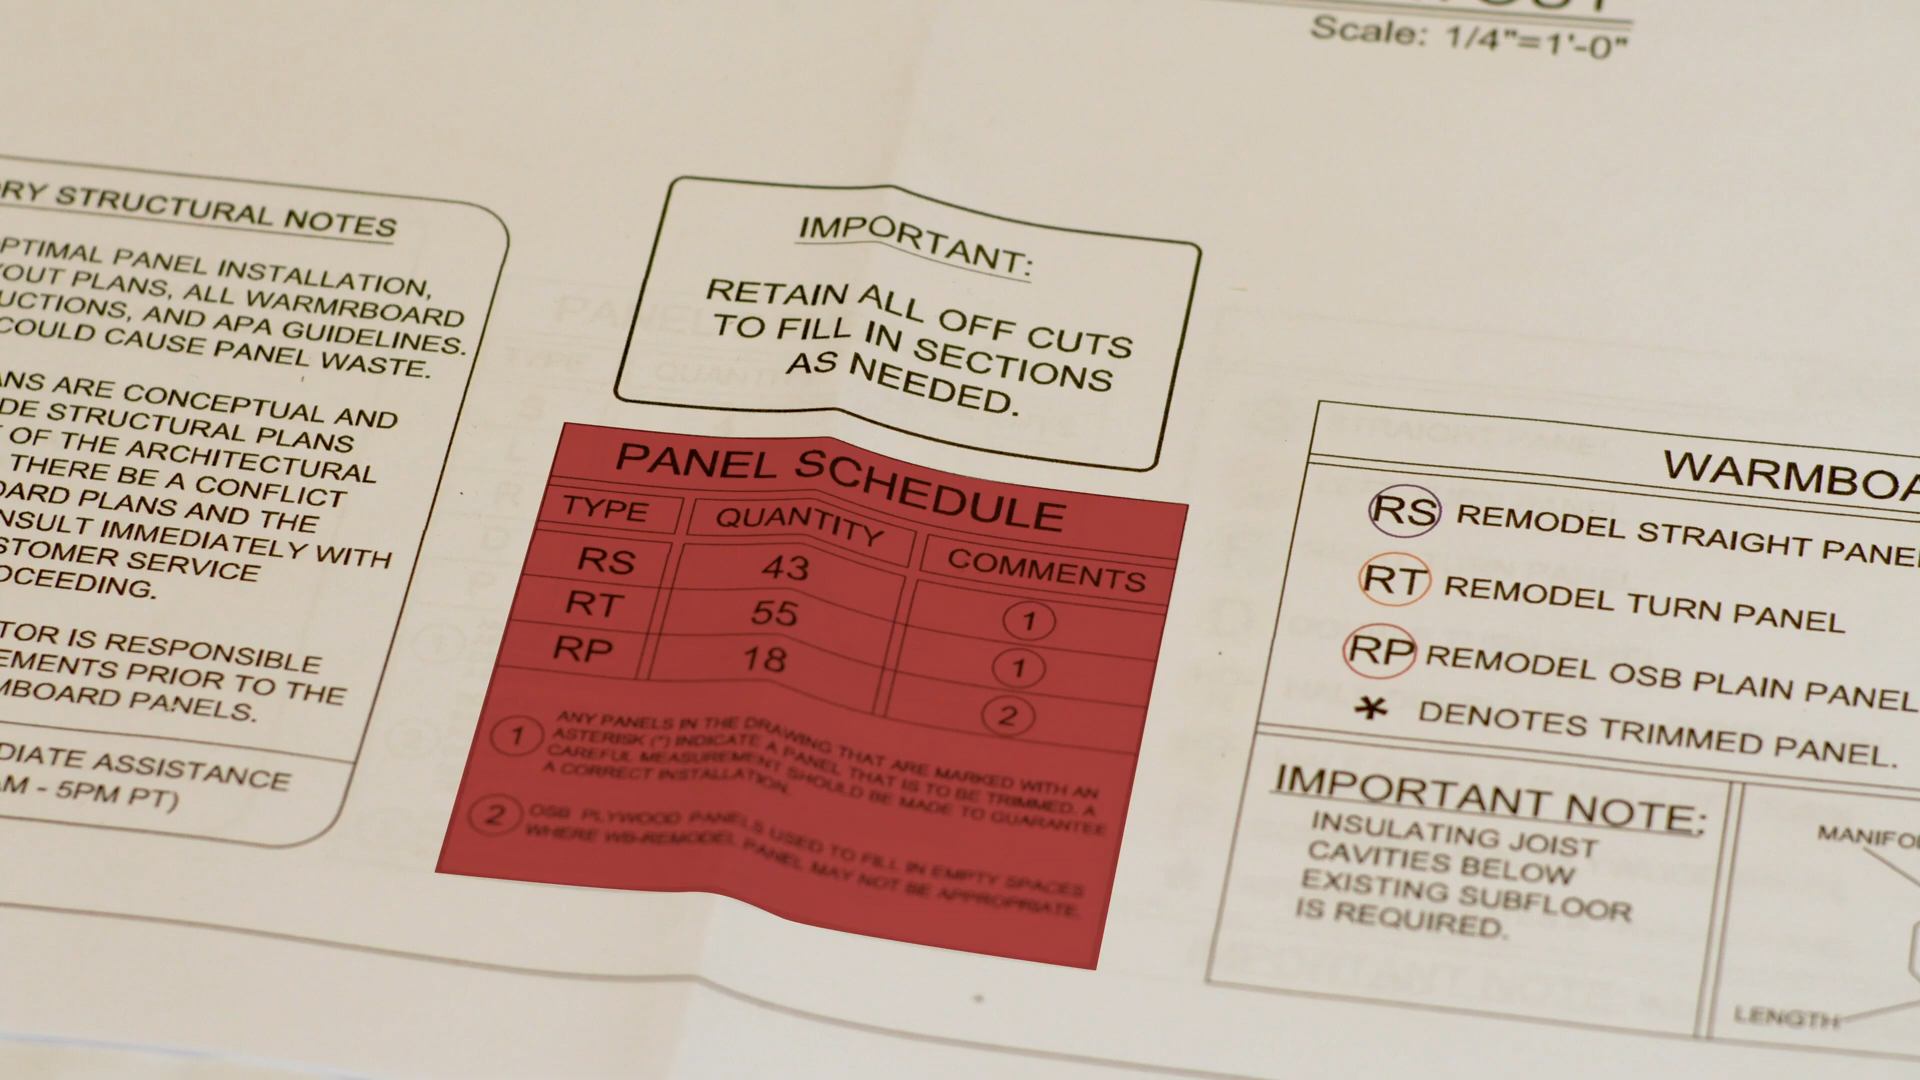 OUT
Scale: 1/4"=1'-0"
RY STRUCTURAL NOTES
PTIMAL PANEL INSTALLATION,
OUT PLANS, ALL WARMRBOARD
UCTIONS, AND APA GUIDELINES.
COULD CAUSE PANEL WASTE.
ANS ARE CONCEPTUAL AND
DE STRUCTURAL PLANS
OF THE ARCHITECTURAL
THERE BE A CONFLICT
OARD PLANS AND THE
NSULT IMMEDIATELY WITH
STOMER SERVICE
OCEEDING.
TOR IS RESPONSIBLE
EMENTS PRIOR TO THE
MBOARD PANELS.
DIATE ASSISTANCE
AM - 5PM PT)
IMPORTANT:
RETAIN ALL OFF CUTS
TO FILL IN SECTIONS
AS NEEDED.
PANEL SCHEDULE
TYPE QUANTITY COMMENTS
RS 43 1
RT 55 1
RP 18 2
1 ANY PANELS IN THE DRAWING THAT ARE MARKED WITH AN
ASTERISK (*) INDICATE A PANEL THAT IS TO BE TRIMMED. A
CAREFUL MEASUREMENT SHOULD BE MADE TO GUARANTEE
A CORRECT INSTALLATION.
2 OSB PLYWOOD PANELS USED TO FILL IN EMPTY SPACES
WHERE WB-REMODEL PANEL MAY NOT BE APPROPRIATE.
WARMBOA
RS REMODEL STRAIGHT PANE
RT REMODEL TURN PANEL
RP REMODEL OSB PLAIN PANEL
* DENOTES TRIMMED PANEL.
IMPORTANT NOTE:
INSULATING JOIST
CAVITIES BELOW
EXISTING SUBFLOOR
IS REQUIRED.
MANIFO
LENGTH